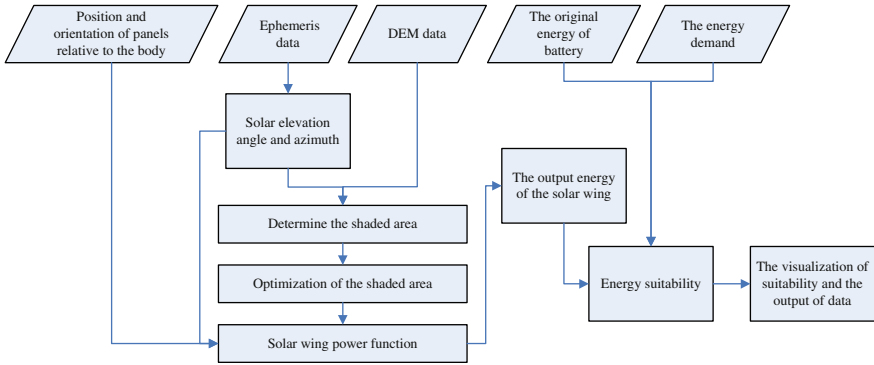 Position and
orientation of panels
relative to the body
Ephemeris
data
DEM data
The original
energy of
battery
The energy
demand
Solar elevation
angle and azimuth
The output energy
of the solar wing
Determine the shaded area
Optimization of the shaded area
Energy suitability
The visualization of
suitability and the
output of data
Solar wing power function